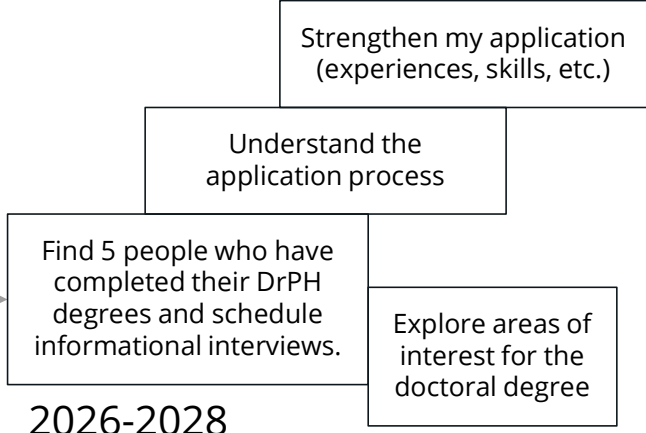 Strengthen my application
(experiences, skills, etc.)
Understand the
application process
Find 5 people who have
completed their DrPH
degrees and schedule
informational interviews.
Explore areas of
interest for the
doctoral degree
2026-2028